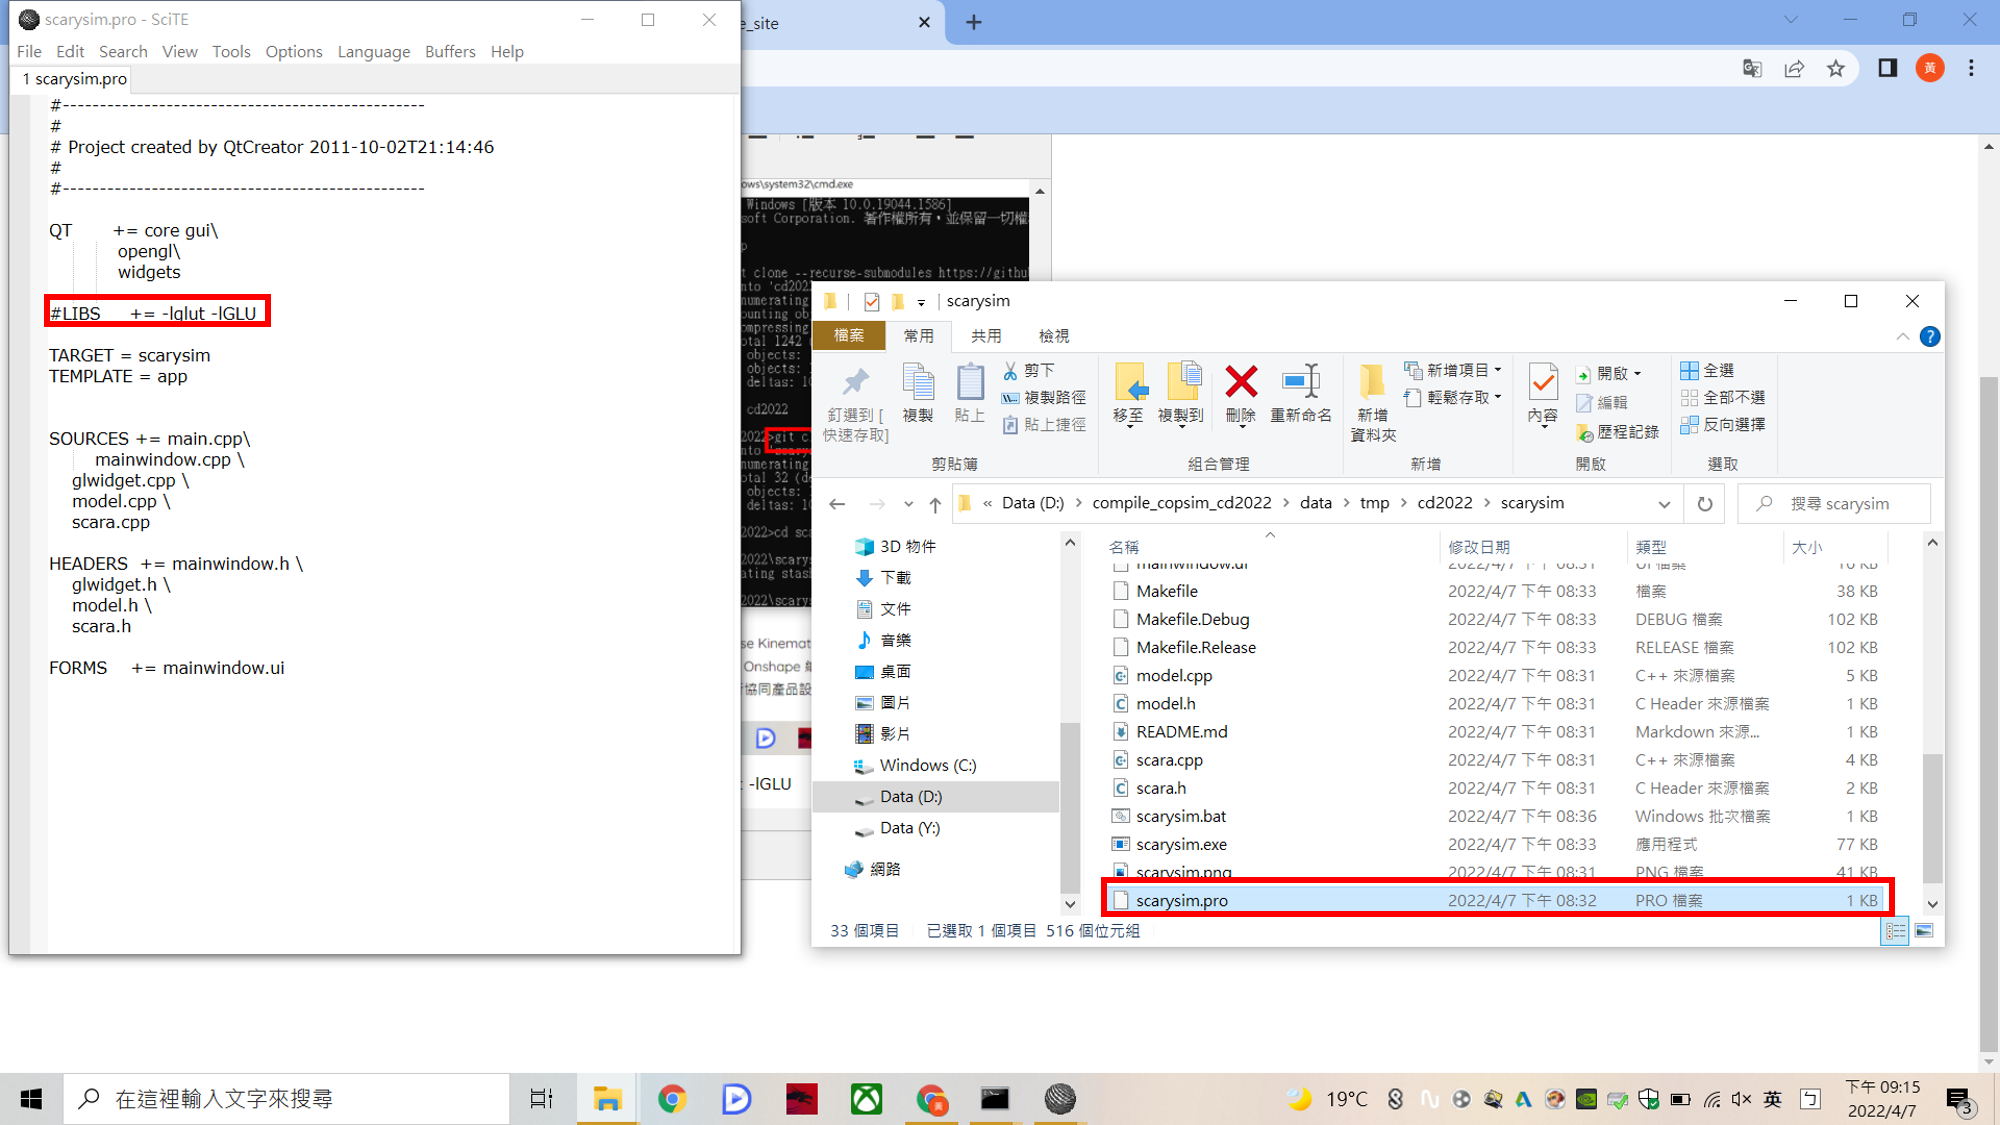 scarysim.pro - SciTE
File Edit Search View Tools Options Language Buffers Help
1 scarysim.pro
#-------------------------------------------------
#
# Project created by QtCreator 2011-10-02T21:14:46
#
#-------------------------------------------------
QT += core gui\
opengl\
widgets
#LIBS += -lglut -lGLU
TARGET = scarysim
TEMPLATE = app
SOURCES += main.cpp\
mainwindow.cpp \
glwidget.cpp \
model.cpp \
scara.cpp
HEADERS += mainwindow.h \
glwidget.h \
model.h \
scara.h
FORMS += mainwindow.ui
e_site
黃
ows\system32\cmd.exe
Windows [版本 10.0.19044.1586]
soft Corporation. 著作權所有，並保留一切權
p
t clone --recurse-submodules https://githu
nto 'cd2022
numerating
ounting obj
ompressing
otal 1242 (
objects:
deltas: 10
cd2022
2022>git c
nto 'scary
numerating
otal 32 (de
objects:
deltas: 10
2022>cd sca
2022\scarys
ating stash
2022\scarys
se Kinemat
Onshape
協同產品設
-lGLU
scarysim
檔案 常用 共用 檢視
釘選到 [
快速存取]
複製
貼上
剪下
複製路徑
貼上捷徑
剪貼簿
移至
複製到
刪除
重新命名
組合管理
新增
資料夾
新增項目
輕鬆存取
新增
內容
開啟
編輯
歷程記錄
開啟
全選
全部不選
反向選擇
選取
« Data (D:) › compile_copsim_cd2022 › data › tmp › cd2022 › scarysim
搜尋 scarysim
3D 物件
下載
文件
音樂
桌面
圖片
影片
Windows (C:)
Data (D:)
Data (Y:)
網路
名稱 修改日期 類型 大小
mainwindow.ui 2022/4/7 下午 08:31 UI 檔案 16 KB
Makefile 2022/4/7 下午 08:33 檔案 38 KB
Makefile.Debug 2022/4/7 下午 08:33 DEBUG 檔案 102 KB
Makefile.Release 2022/4/7 下午 08:33 RELEASE 檔案 102 KB
model.cpp 2022/4/7 下午 08:31 C++ 來源檔案 5 KB
model.h 2022/4/7 下午 08:31 C Header 來源檔案 1 KB
README.md 2022/4/7 下午 08:31 Markdown 來源... 1 KB
scara.cpp 2022/4/7 下午 08:31 C++ 來源檔案 4 KB
scara.h 2022/4/7 下午 08:31 C Header 來源檔案 2 KB
scarysim.bat 2022/4/7 下午 08:36 Windows 批次檔案 1 KB
scarysim.exe 2022/4/7 下午 08:33 應用程式 77 KB
scarysim.png 2022/4/7 下午 08:31 PNG 檔案 41 KB
scarysim.pro 2022/4/7 下午 08:32 PRO 檔案 1 KB
33 個項目 已選取 1 個項目 516 個位元組
在這裡輸入文字來搜尋
19°C
英
ㄅ
下午 09:15
2022/4/7
3